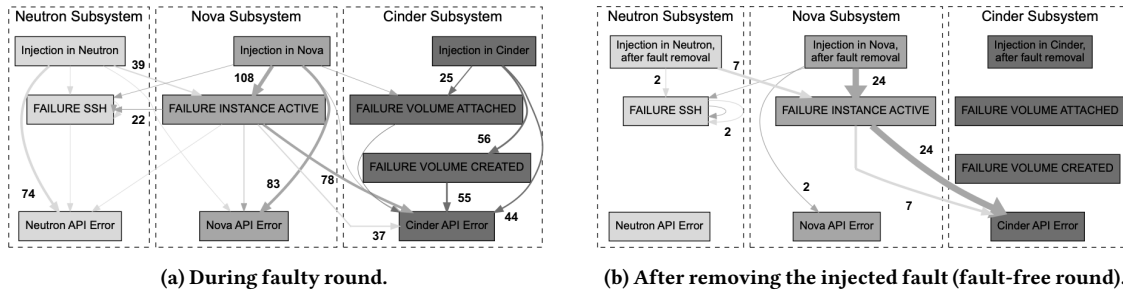 Neutron Subsystem
Nova Subsystem
Cinder Subsystem
Injection in Neutron
Injection in Nova
Injection in Cinder
39
108
25
FAILURE SSH
FAILURE INSTANCE ACTIVE
FAILURE VOLUME ATTACHED
22
56
FAILURE VOLUME CREATED
74
83
78
55
44
37
Neutron API Error
Nova API Error
Cinder API Error
(a) During faulty round.
Neutron Subsystem
Nova Subsystem
Cinder Subsystem
Injection in Neutron,
after fault removal
Injection in Nova,
after fault removal
Injection in Cinder,
after fault removal
2
7
24
FAILURE SSH
FAILURE INSTANCE ACTIVE
FAILURE VOLUME ATTACHED
2
24
FAILURE VOLUME CREATED
2
7
Neutron API Error
Nova API Error
Cinder API Error
(b) After removing the injected fault (fault-free round).